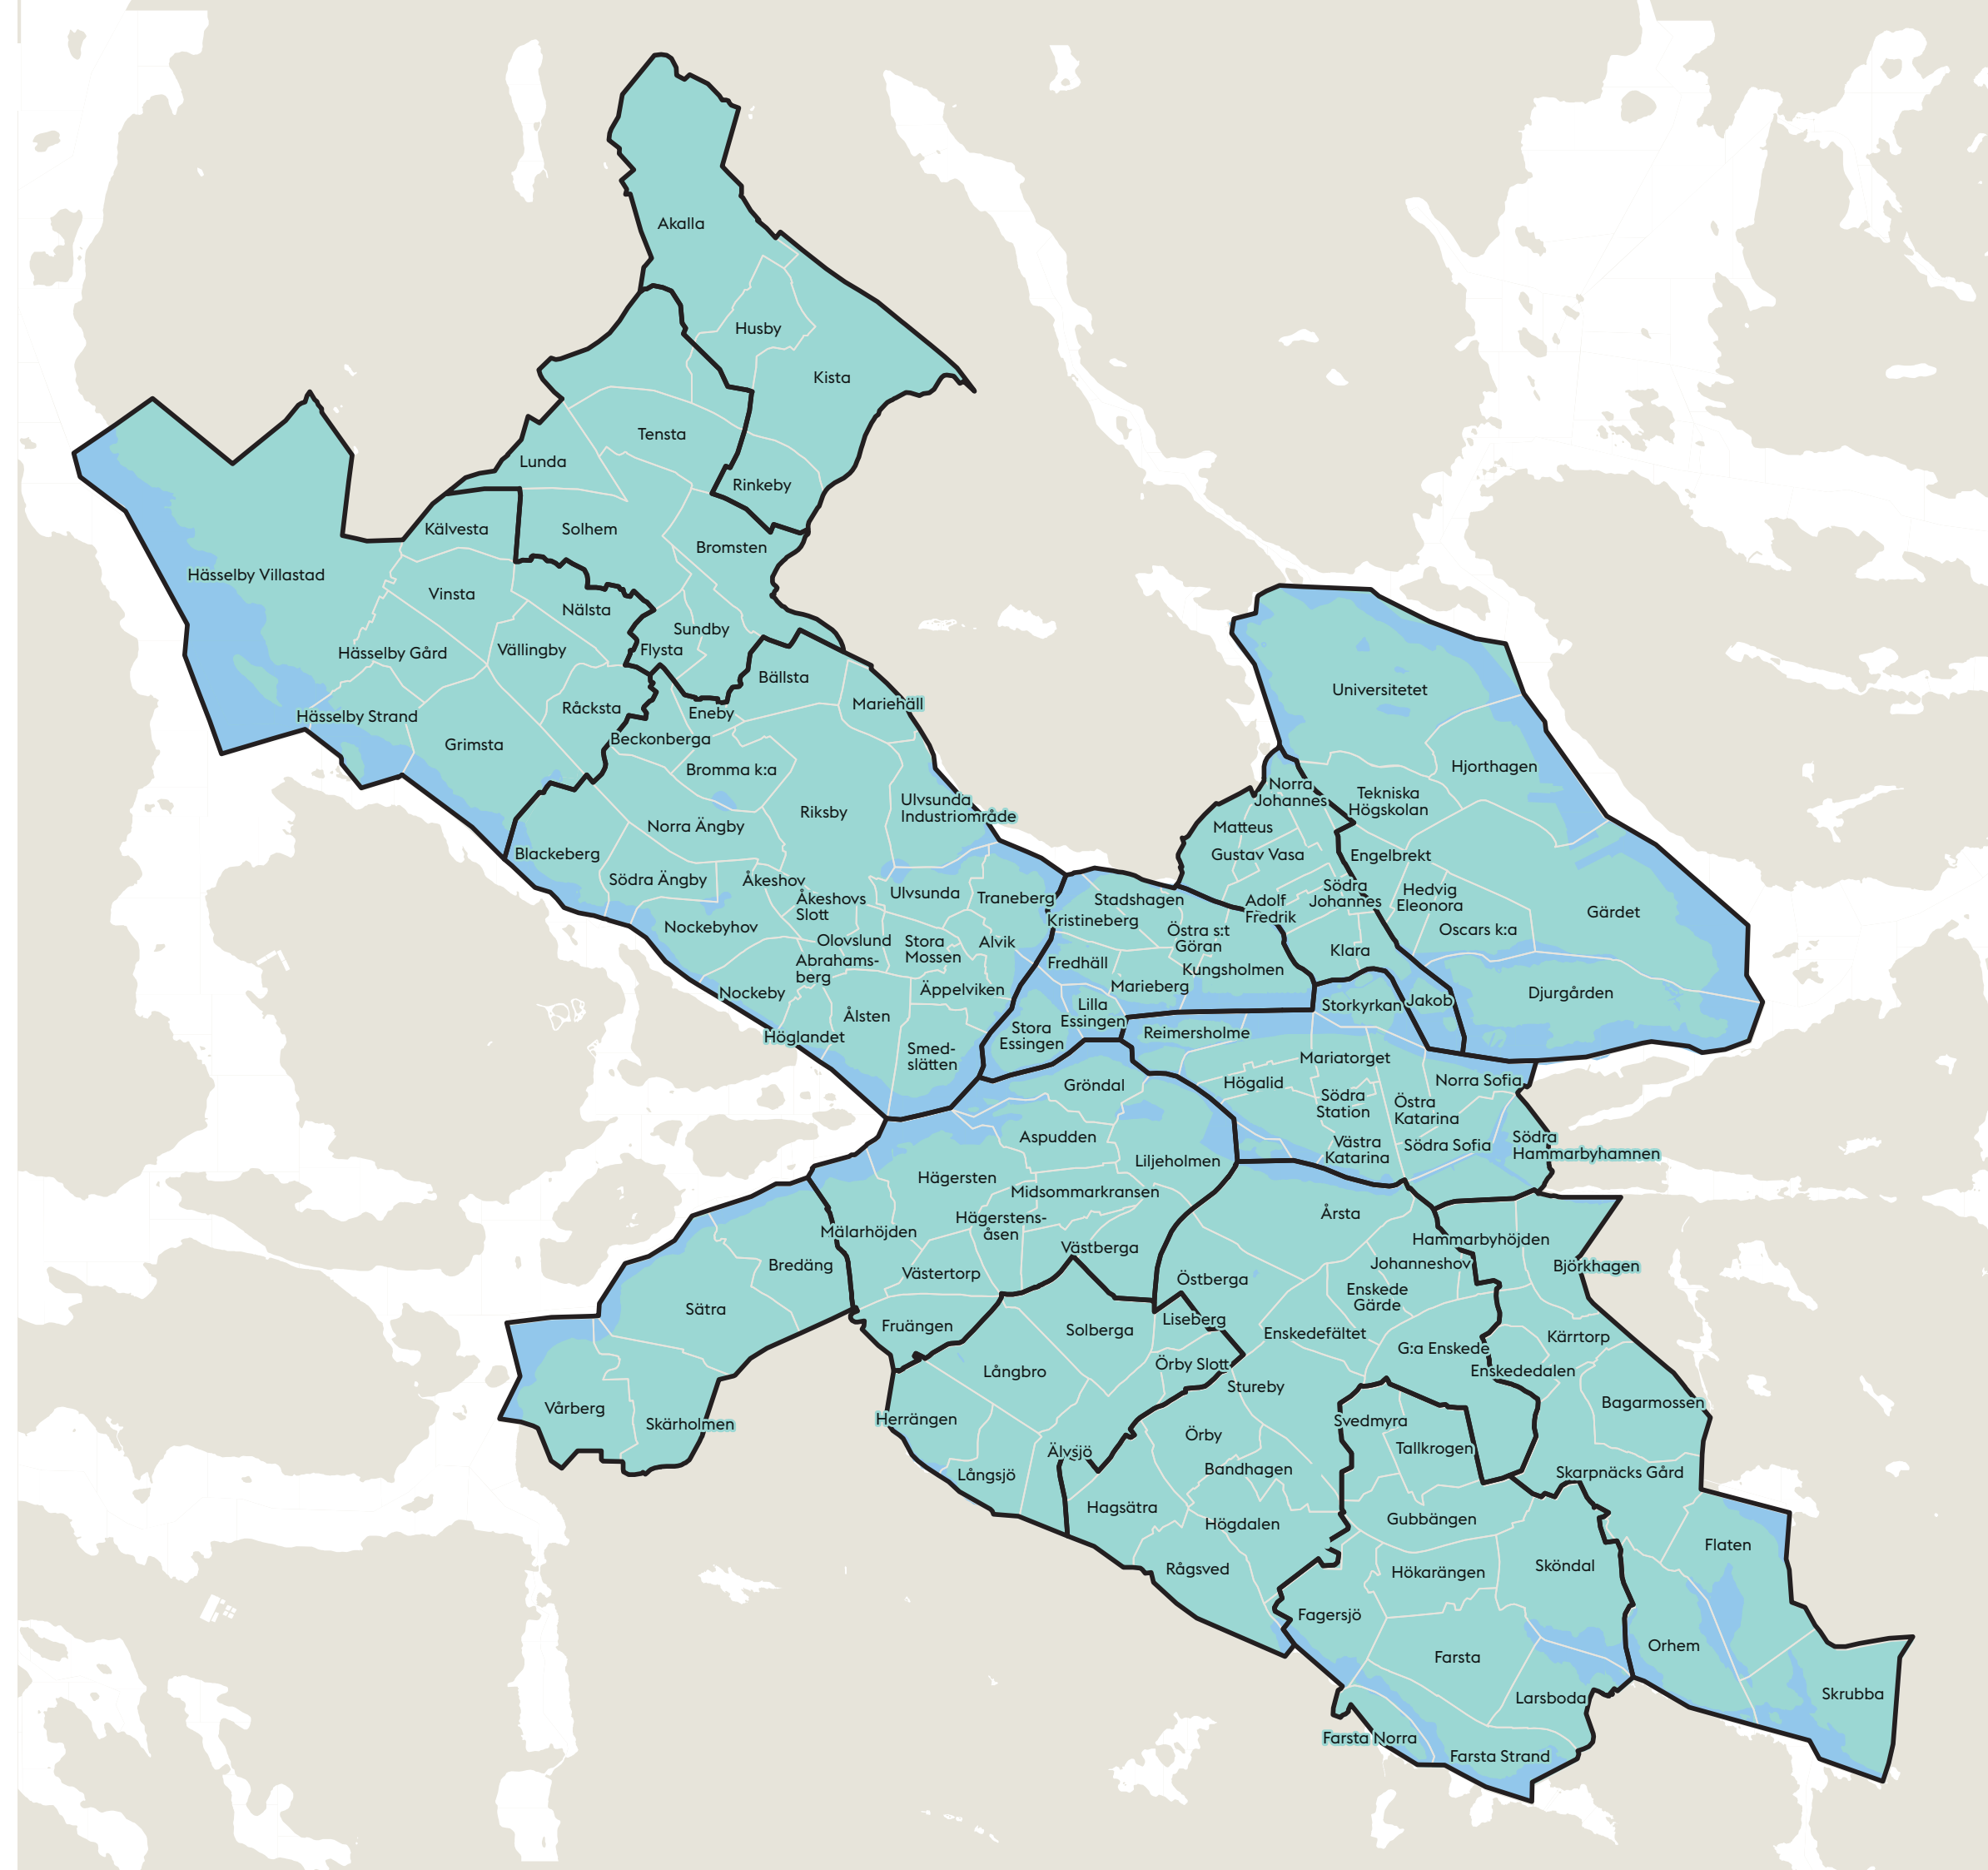 Akalla
Husby
Kista
Tensta
Lunda
Rinkeby
Kälvesta
Solhem
Bromsten
Hässelby Villastad
Vinsta
Nälsta
Sundby
Hässelby Gård
Vällingby
Flysta
Bällsta
Universitetet
Råcksta
Mariehäll
Hässelby Strand
Eneby
Beckonberga
Grimsta
Hjorthagen
Bromma k:a
Norra
Johannes
Tekniska
Högskolan
Ulvsunda
Industriområde
Riksby
Norra Ängby
Matteus
Blackeberg
Gustav Vasa
Engelbrekt
Södra Ängby
Åkeshov
Ulvsunda
Traneberg
Stadshagen
Södra
Johannes
Hedvig
Eleonora
Åkeshovs
Slott
Adolf
Fredrik
Gärdet
Kristineberg
Nockebyhov
Östra s:t
Göran
Oscars k:a
Olovslund
Stora
Mossen
Alvik
Klara
Abrahams-
berg
Fredhäll
Kungsholmen
Nockeby
Äppelviken
Marieberg
Djurgården
Lilla
Essingen
Storkyrkan
Jakob
Ålsten
Höglandet
Stora
Essingen
Reimersholme
Smed-
slätten
Mariatorget
Gröndal
Högalid
Norra Sofia
Södra
Station
Östra
Katarina
Aspudden
Västra
Katarina
Södra Sofia
Södra
Hammarbyhamnen
Liljeholmen
Hägersten
Midsommarkransen
Hägerstens-
åsen
Årsta
Mälarhöjden
Västberga
Hammarbyhöjden
Bredäng
Västertorp
Johanneshov
Björkhagen
Östberga
Enskede
Gärde
Sätra
Fruängen
Solberga
Liseberg
Enskedefältet
Kärrtorp
G:a Enskede
Långbro
Örby Slott
Enskededalen
Stureby
Vårberg
Skärholmen
Herrängen
Svedmyra
Bagarmossen
Örby
Tallkrogen
Älvsjö
Långsjö
Bandhagen
Skarpnäcks Gård
Hagsätra
Högdalen
Gubbängen
Flaten
Rågsved
Hökarängen
Sköndal
Fagersjö
Farsta
Orhem
Larsboda
Skrubba
Farsta Norra
Farsta Strand